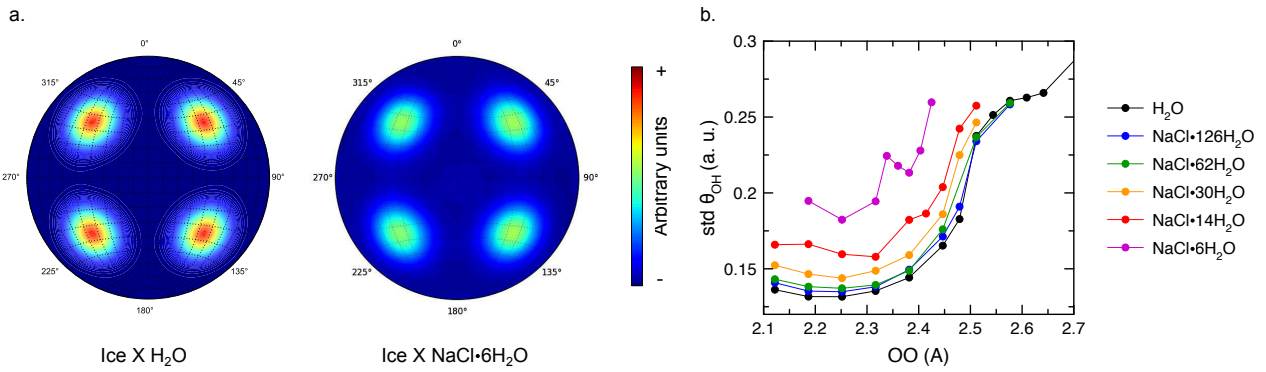 a.
0°
45°
90°
135°
180°
225°
270°
315°
Ice X H₂O
0°
45°
90°
135°
180°
225°
270°
315°
Ice X NaCl•6H₂O
+
Arbitrary units
-
b.
0.3
0.25
0.2
0.15
std θ_OH (a. u.)
2.1 2.2 2.3 2.4 2.5 2.6 2.7
OO (A)
H₂O
NaCl•126H₂O
NaCl•62H₂O
NaCl•30H₂O
NaCl•14H₂O
NaCl•6H₂O